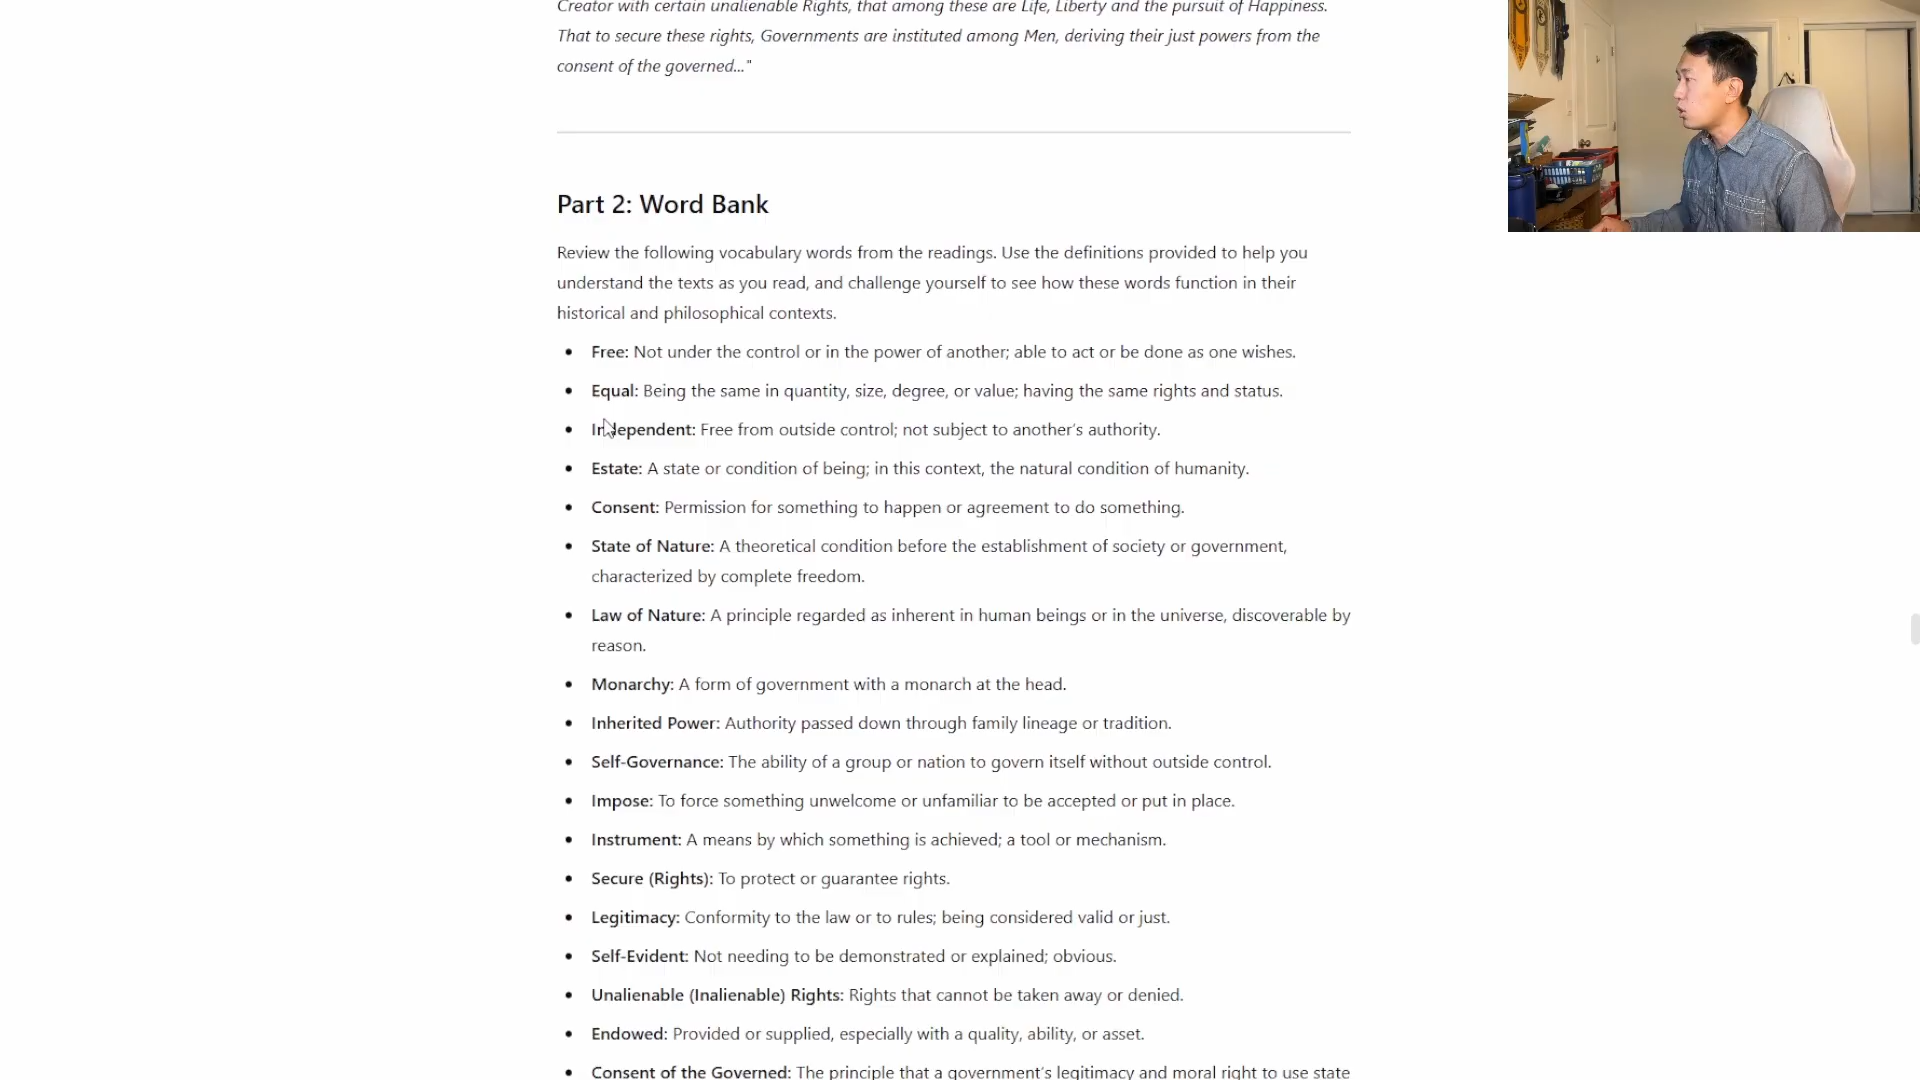 Creator with certain unalienable Rights, that among these are Life, Liberty and the pursuit of Happiness.
That to secure these rights, Governments are instituted among Men, deriving their just powers from the
consent of the governed..."
Part 2: Word Bank
Review the following vocabulary words from the readings. Use the definitions provided to help you
understand the texts as you read, and challenge yourself to see how these words function in their
historical and philosophical contexts.
• Free: Not under the control or in the power of another; able to act or be done as one wishes.
• Equal: Being the same in quantity, size, degree, or value; having the same rights and status.
• Independent: Free from outside control; not subject to another's authority.
• Estate: A state or condition of being; in this context, the natural condition of humanity.
• Consent: Permission for something to happen or agreement to do something.
• State of Nature: A theoretical condition before the establishment of society or government,
characterized by complete freedom.
• Law of Nature: A principle regarded as inherent in human beings or in the universe, discoverable by
reason.
• Monarchy: A form of government with a monarch at the head.
• Inherited Power: Authority passed down through family lineage or tradition.
• Self-Governance: The ability of a group or nation to govern itself without outside control.
• Impose: To force something unwelcome or unfamiliar to be accepted or put in place.
• Instrument: A means by which something is achieved; a tool or mechanism.
• Secure (Rights): To protect or guarantee rights.
• Legitimacy: Conformity to the law or to rules; being considered valid or just.
• Self-Evident: Not needing to be demonstrated or explained; obvious.
• Unalienable (Inalienable) Rights: Rights that cannot be taken away or denied.
• Endowed: Provided or supplied, especially with a quality, ability, or asset.
• Consent of the Governed: The principle that a government's legitimacy and moral right to use state